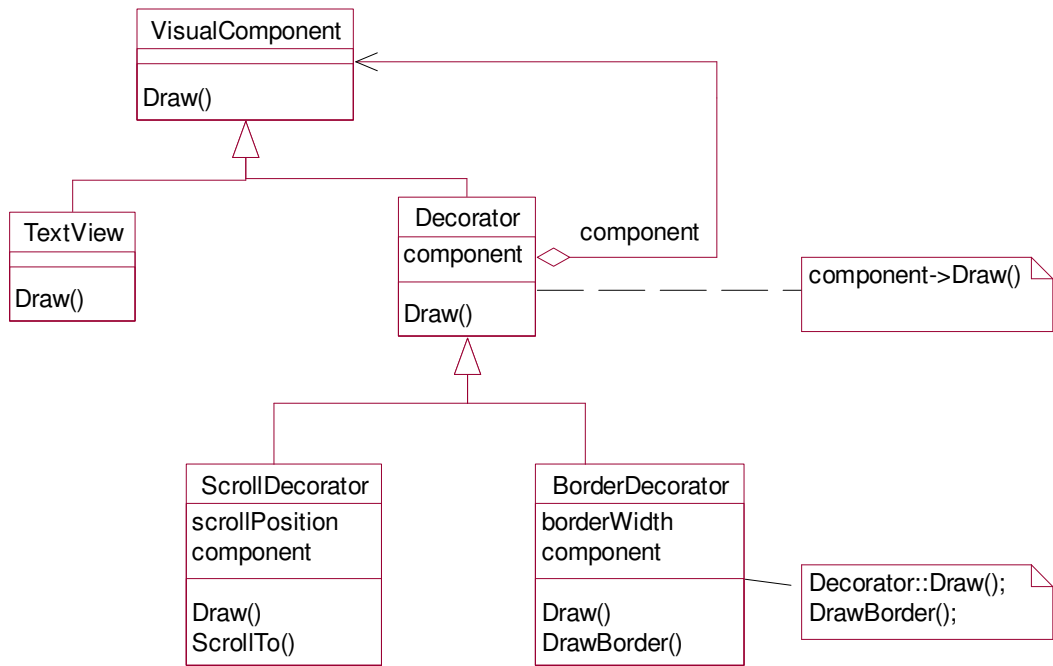 VisualComponent
Draw()
TextView
Draw()
Decorator
component
Draw()
component
component->Draw()
ScrollDecorator
scrollPosition
component
Draw()
ScrollTo()
BorderDecorator
borderWidth
component
Draw()
DrawBorder()
Decorator::Draw();
DrawBorder();